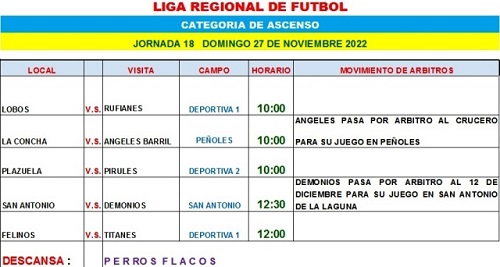 LIGA REGIONAL DE FUTBOL
CATEGORIA DE ASCENSO
JORNADA 18 DOMINGO 27 DE NOVIEMBRE 2022
LOCAL VISITA CAMPO HORARIO MOVIMIENTO DE ARBITROS
LOBOS V.S. RUFIANES DEPORTIVA 1 10:00
ANGELES PASA POR ARBITRO AL CRUCERO
LA CONCHA V.S. ANGELES BARRIL PEÑOLES 10:00 PARA SU JUEGO EN PEÑOLES
PLAZUELA V.S. PIRULES DEPORTIVA 2 10:00
DEMONIOS PASA POR ARBITRO AL 12 DE
DICIEMBRE PARA SU JUEGO EN SAN ANTONIO
SAN ANTONIO V.S. DEMONIOS SAN ANTONIO 12:30 DE LA LAGUNA
FELINOS V.S. TITANES DEPORTIVA 1 12:00
DESCANSA : PERROS FLACOS